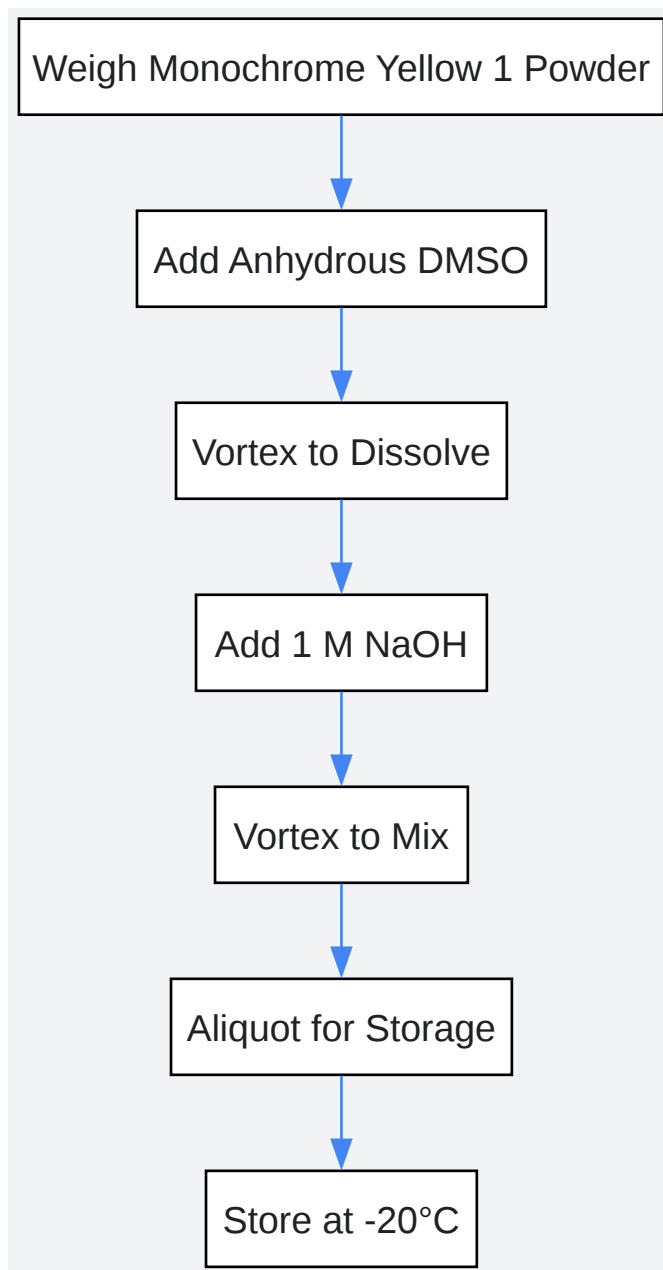 Weigh Monochrome Yellow 1 Powder
Add Anhydrous DMSO
Vortex to Dissolve
Add 1 M NaOH
Vortex to Mix
Aliquot for Storage
Store at -20°C